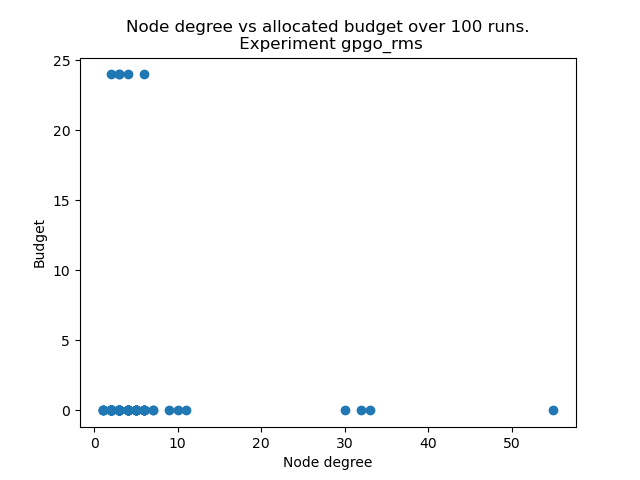 Node degree vs allocated budget over 100 runs.
Experiment gpgo_rms
25
20
15
10
5
0
Budget
0 10 20 30 40 50
Node degree